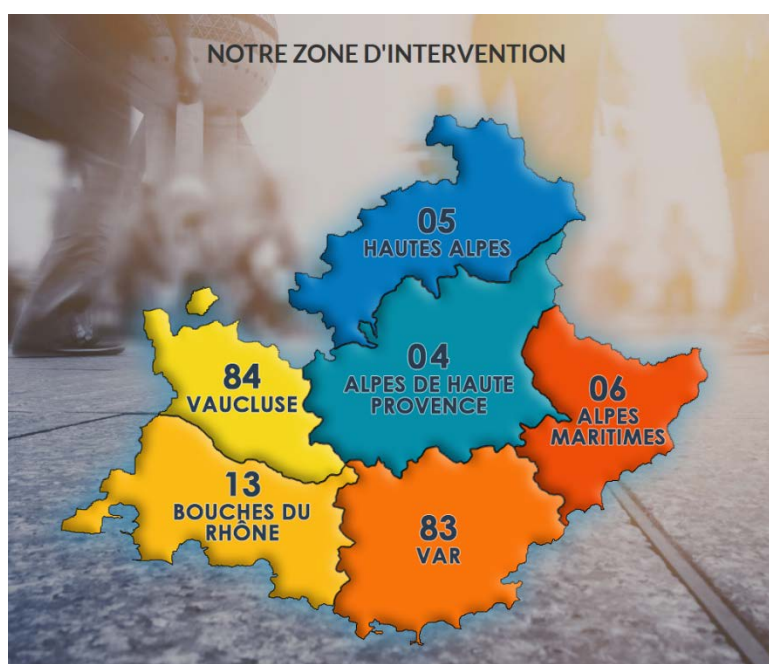 NOTRE ZONE D'INTERVENTION
05
HAUTES ALPES
04
ALPES DE HAUTE
PROVENCE
84
VAUCLUSE
06
ALPES
MARITIMES
13
BOUCHES DU
RHÔNE
83
VAR